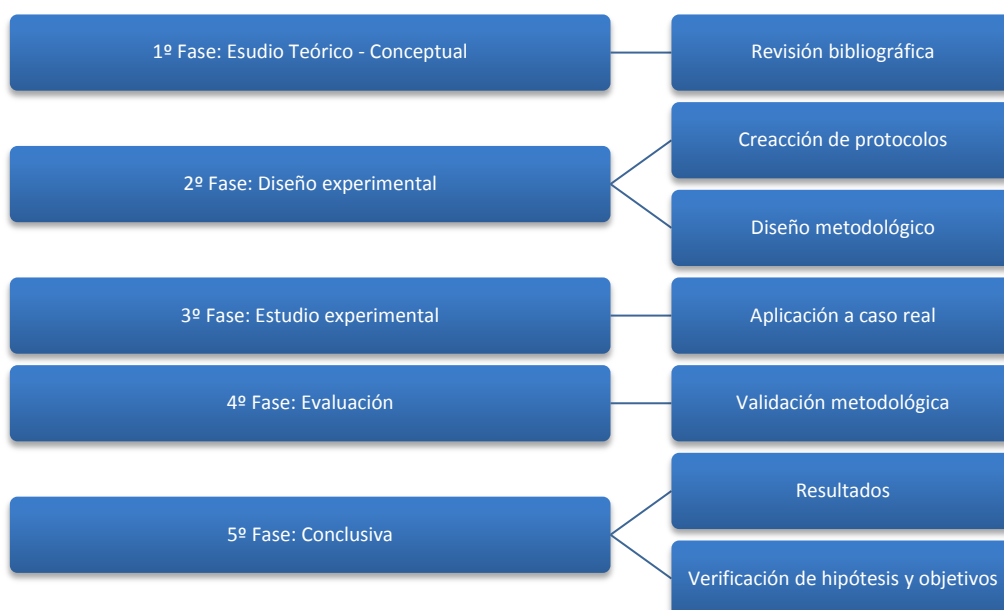 1º Fase: Esudio Teórico - Conceptual
Revisión bibliográfica
2º Fase: Diseño experimental
Creacción de protocolos
Diseño metodológico
3º Fase: Estudio experimental
Aplicación a caso real
4º Fase: Evaluación
Validación metodológica
5º Fase: Conclusiva
Resultados
Verificación de hipótesis y objetivos